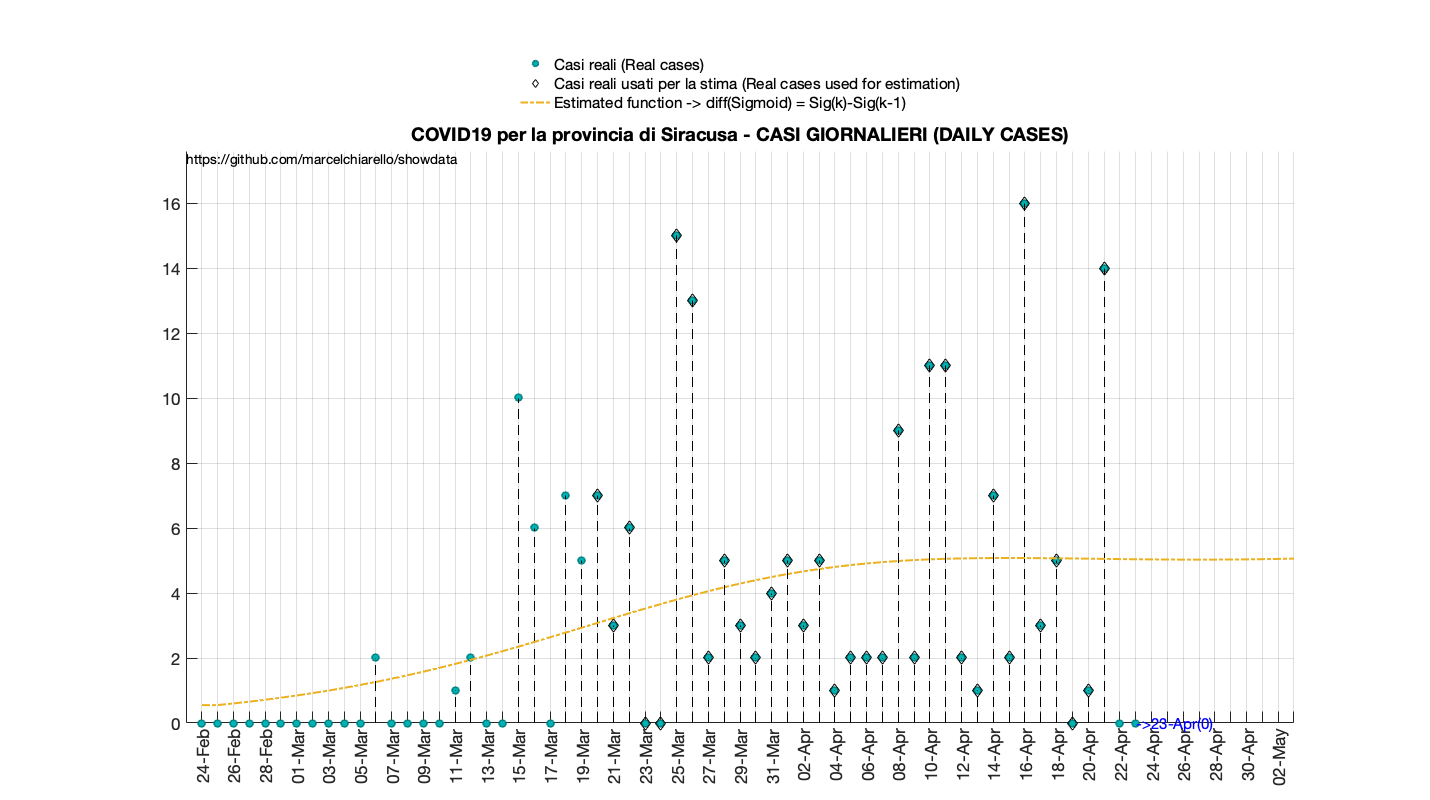 Casi reali (Real cases)
Casi reali usati per la stima (Real cases used for estimation)
Estimated function -> diff(Sigmoid) = Sig(k)-Sig(k-1)
COVID19 per la provincia di Siracusa - CASI GIORNALIERI (DAILY CASES)
https://github.com/marcelchiarello/showdata
16
14
12
10
8
6
4
2
0
->23-Apr(0)
24-Feb
26-Feb
28-Feb
01-Mar
03-Mar
05-Mar
07-Mar
09-Mar
11-Mar
13-Mar
15-Mar
17-Mar
19-Mar
21-Mar
23-Mar
25-Mar
27-Mar
29-Mar
31-Mar
02-Apr
04-Apr
06-Apr
08-Apr
10-Apr
12-Apr
14-Apr
16-Apr
18-Apr
20-Apr
22-Apr
24-Apr
26-Apr
28-Apr
30-Apr
02-May